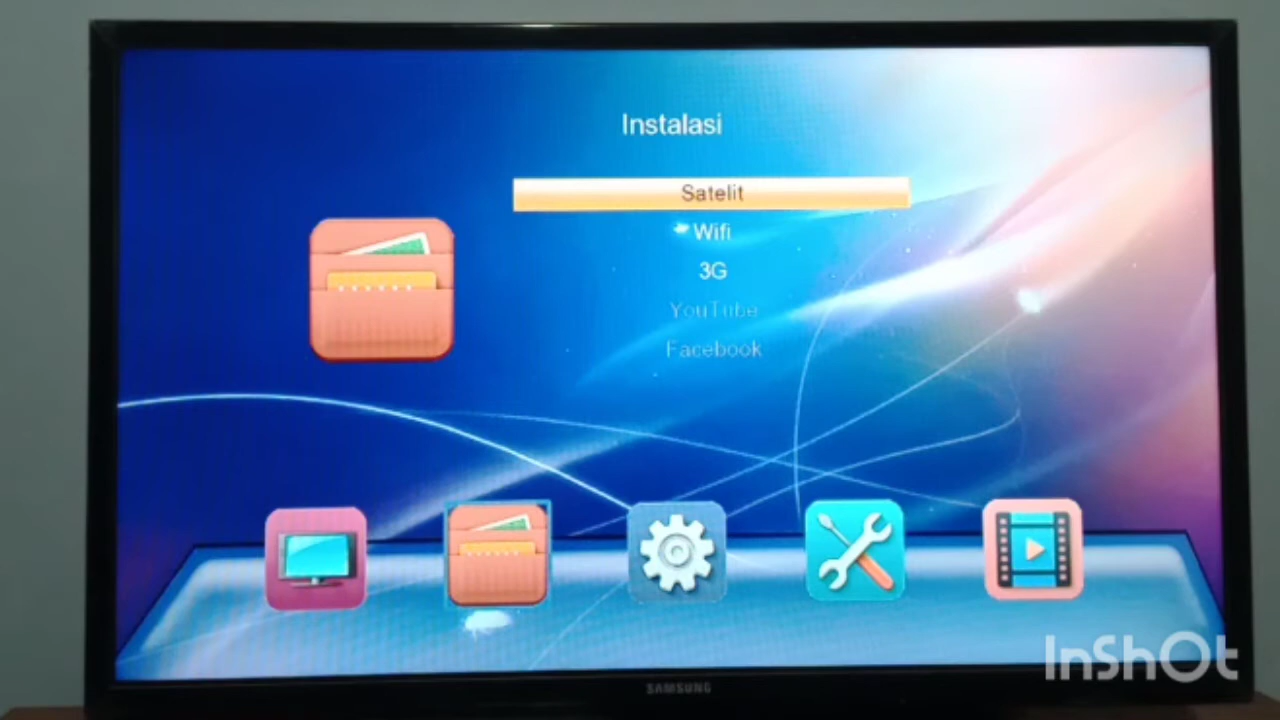 Instalasi
Satelit
Wifi
3G
YouTube
Facebook
SAMSUNG
InShOt